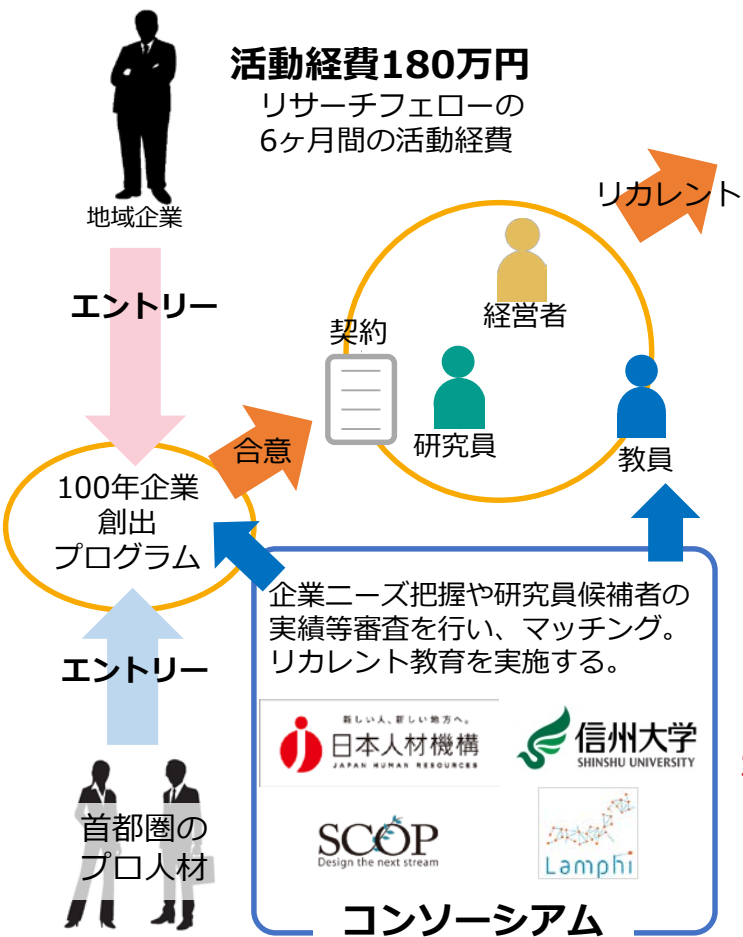 活動経費180万円
リサーチフェローの
6ヶ月間の活動経費
地域企業
リカレント
エントリー
経営者
契約
研究員
教員
合意
100年企業
創出
プログラム
企業ニーズ把握や研究員候補者の
実績等審査を行い、マッチング。
リカレント教育を実施する。
エントリー
新しい人、新しい地方へ。
日本人材機構
JAPAN HUMAN RESOURCES
信州大学
SHINSHU UNIVERSITY
SCOP
Design the next stream
Lamphi
首都圏の
プロ人材
コンソーシアム